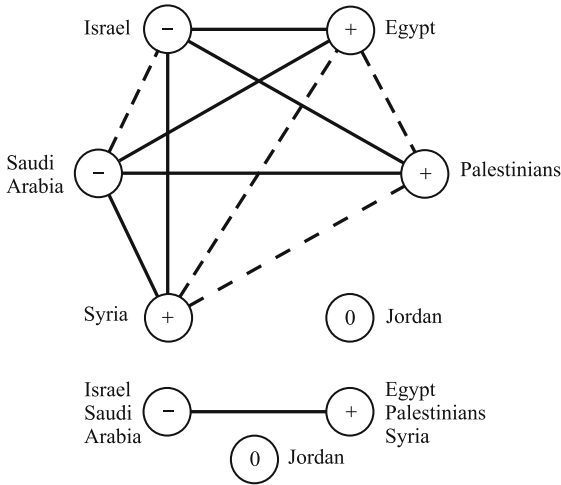 Israel
−
+
Egypt
Saudi
Arabia
−
+
Palestinians
Syria
+
0
Jordan
Israel
Saudi
Arabia
−
+
Egypt
Palestinians
Syria
0
Jordan